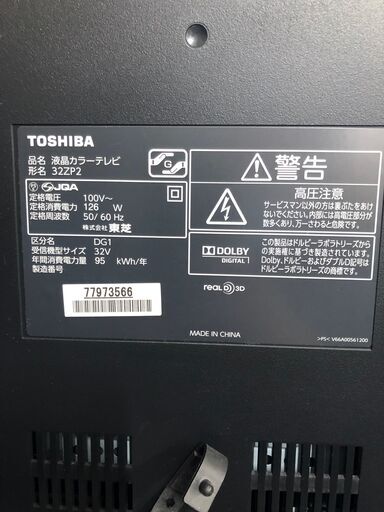 TOSHIBA
品名 液晶カラーテレビ
形名 32ZP2
JQA
定格電圧 100V～
定格消費電力 126 W
定格周波数 50/60 Hz
株式会社 東芝
区分名 DG1
受信機型サイズ 32V
年間消費電力量 95 kWh/年
製造番号
77973566
G
警告
高圧注意
サービスマン以外の方は裏ぶたをあけ
ないでください。内部には高電圧部分が
数多くあり、万一さわると危険です。
DOLBY
DIGITAL
この製品はドルビーラボラトリーズから
の実施権に基づき製造されています。
Dolby、ドルビーおよびダブルD記号は
ドルビーラボラトリーズの商標です。
REAL D 3D
MADE IN CHINA
>PS< V66A00561200